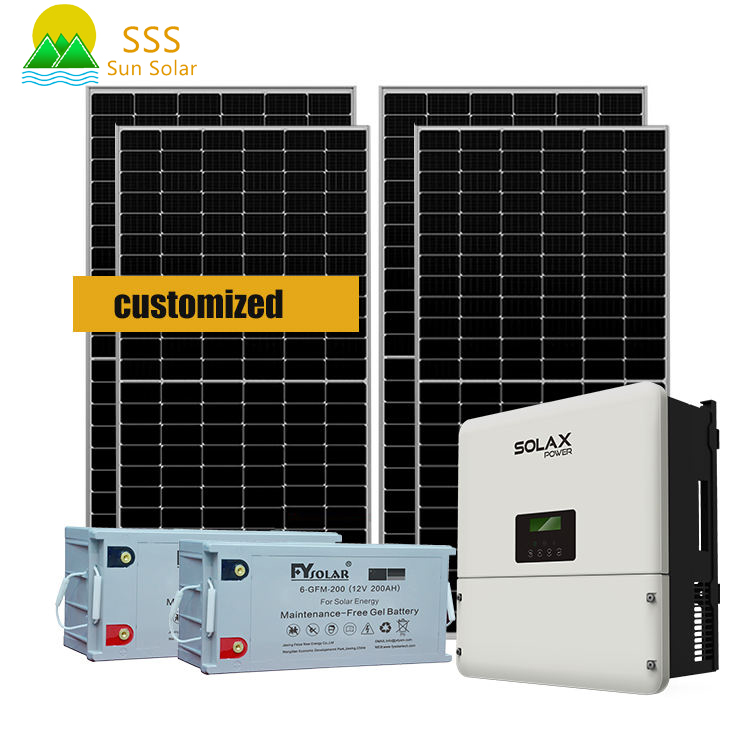 SSS
Sun Solar
customized
SOLAX
POWER
FYSOLAR®
6-GFM-200 (12V 200AH)
For Solar Energy
Maintenance-Free Gel Battery